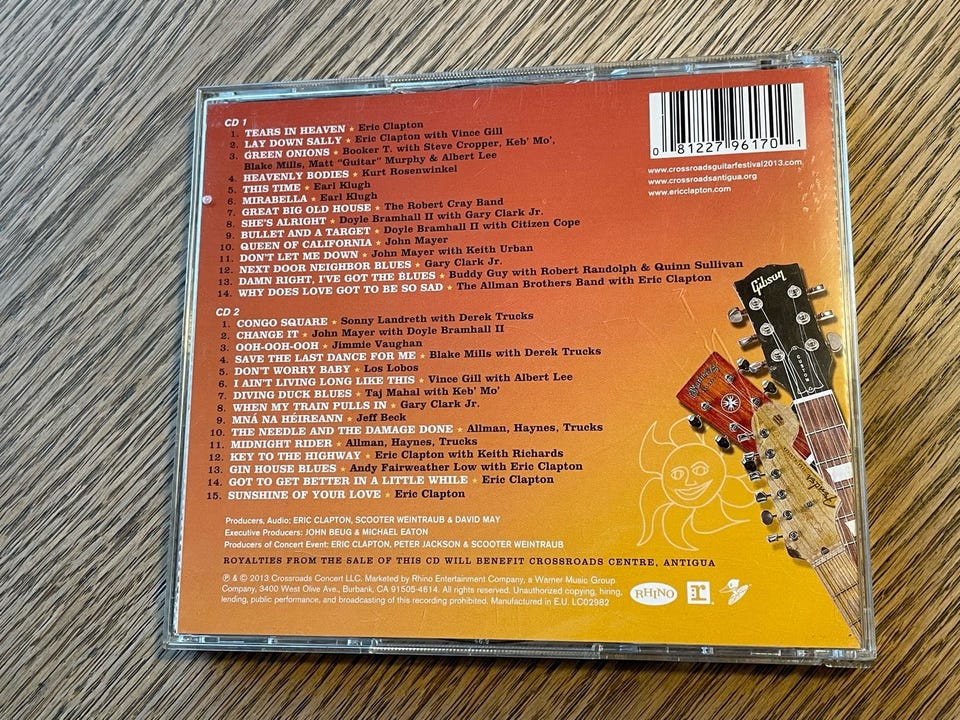 CD 1
1. TEARS IN HEAVEN ★ Eric Clapton
2. LAY DOWN SALLY ★ Eric Clapton with Vince Gill
3. GREEN ONIONS ★ Booker T. with Steve Cropper, Keb' Mo',
Blake Mills, Matt "Guitar" Murphy & Albert Lee
4. HEAVENLY BODIES ★ Kurt Rosenwinkel
5. THIS TIME ★ Earl Klugh
6. MIRABELLA ★ Earl Klugh
7. GREAT BIG OLD HOUSE ★ The Robert Cray Band
8. SHE'S ALRIGHT ★ Doyle Bramhall II with Gary Clark Jr.
9. BULLET AND A TARGET ★ Doyle Bramhall II with Citizen Cope
10. QUEEN OF CALIFORNIA ★ John Mayer
11. DON'T LET ME DOWN ★ John Mayer with Keith Urban
12. NEXT DOOR NEIGHBOR BLUES ★ Gary Clark Jr.
13. DAMN RIGHT, I'VE GOT THE BLUES ★ Buddy Guy with Robert Randolph & Quinn Sullivan
14. WHY DOES LOVE GOT TO BE SO SAD ★ The Allman Brothers Band with Eric Clapton
CD 2
1. CONGO SQUARE ★ Sonny Landreth with Derek Trucks
2. CHANGE IT ★ John Mayer with Doyle Bramhall II
3. OOH-OOH-OOH ★ Jimmie Vaughan
4. SAVE THE LAST DANCE FOR ME ★ Blake Mills with Derek Trucks
5. DON'T WORRY BABY ★ Los Lobos
6. I AIN'T LIVING LONG LIKE THIS ★ Vince Gill with Albert Lee
7. DIVING DUCK BLUES ★ Taj Mahal with Keb' Mo'
8. WHEN MY TRAIN PULLS IN ★ Gary Clark Jr.
9. MNÁ NA HÉIREANN ★ Jeff Beck
10. THE NEEDLE AND THE DAMAGE DONE ★ Allman, Haynes, Trucks
11. MIDNIGHT RIDER ★ Allman, Haynes, Trucks
12. KEY TO THE HIGHWAY ★ Eric Clapton with Keith Richards
13. GIN HOUSE BLUES ★ Andy Fairweather Low with Eric Clapton
14. GOT TO GET BETTER IN A LITTLE WHILE ★ Eric Clapton
15. SUNSHINE OF YOUR LOVE ★ Eric Clapton
Producers, Audio: ERIC CLAPTON, SCOOTER WEINTRAUB & DAVID MAY
Executive Producers: JOHN BEUG & MICHAEL EATON
Producers of Concert Event: ERIC CLAPTON, PETER JACKSON & SCOOTER WEINTRAUB
ROYALTIES FROM THE SALE OF THIS CD WILL BENEFIT CROSSROADS CENTRE, ANTIGUA
℗ & © 2013 Crossroads Concert LLC. Marketed by Rhino Entertainment Company, a Warner Music Group
Company, 3400 West Olive Ave., Burbank, CA 91505-4614. All rights reserved. Unauthorized copying, hiring,
lending, public performance, and broadcasting of this recording prohibited. Manufactured in E.U. LC02982
RHINO
r
0 81227 96170 1
www.crossroadsguitarfestival2013.com
www.crossroadsantigua.org
www.ericclapton.com
Gibson
Fender